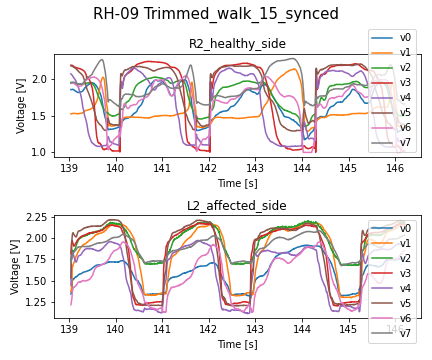 RH-09 Trimmed_walk_15_synced
R2_healthy_side
Voltage [V]
2.0
1.5
1.0
139 140 141 142 143 144 145 146
Time [s]
v0
v1
v2
v3
v4
v5
v6
v7
L2_affected_side
Voltage [V]
2.25
2.00
1.75
1.50
1.25
139 140 141 142 143 144 145 146
Time [s]
v0
v1
v2
v3
v4
v5
v6
v7